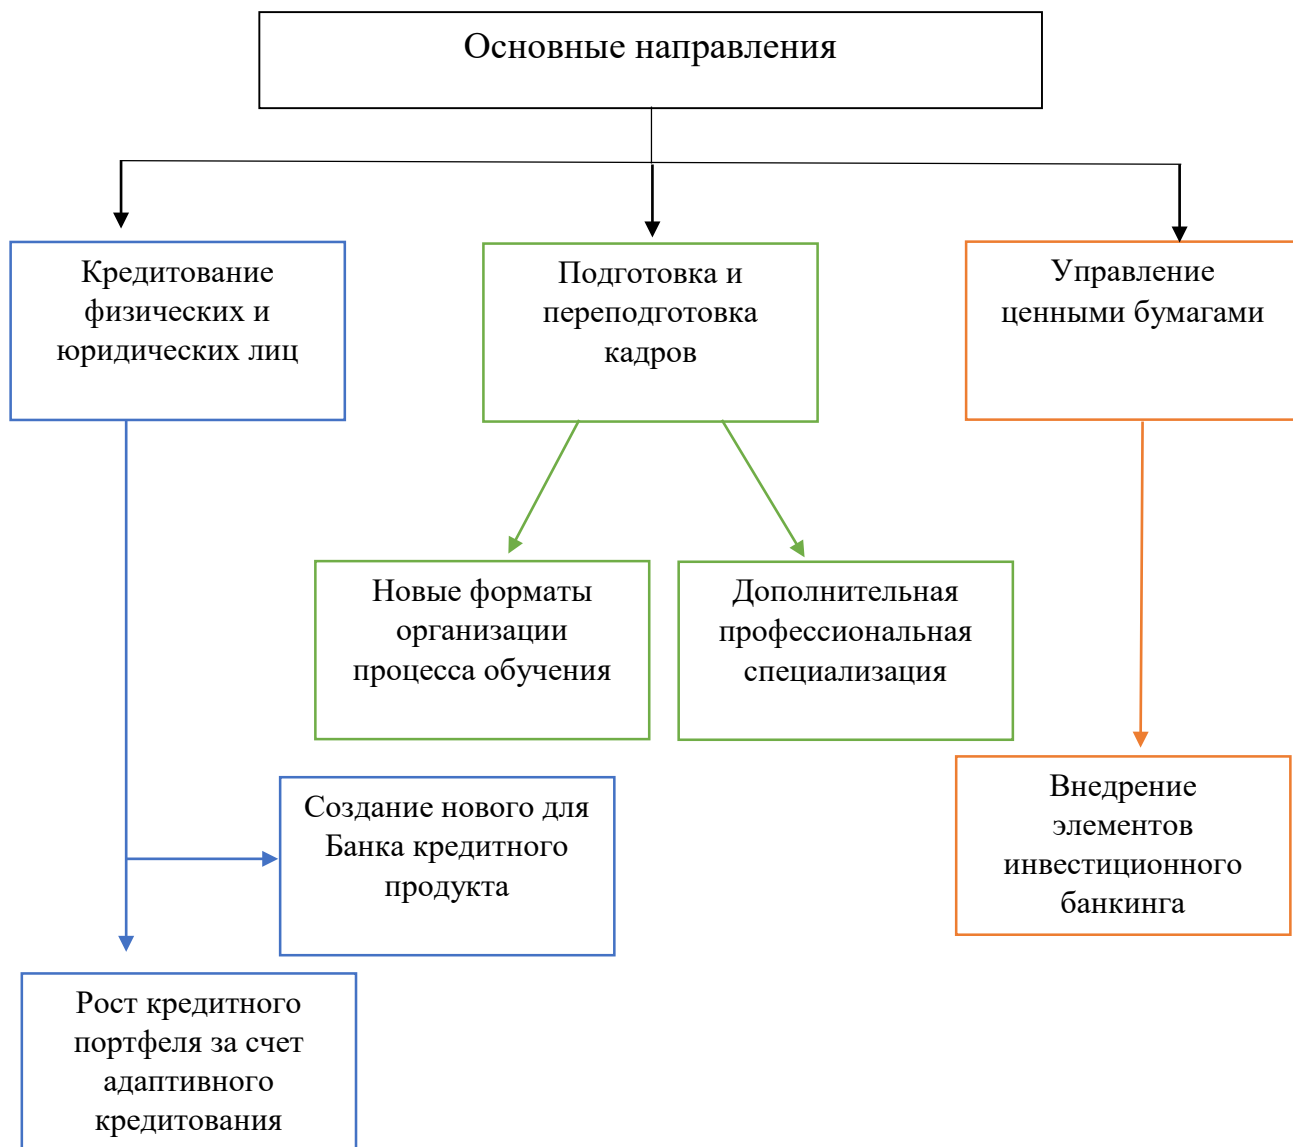 Основные направления
Кредитование
физических и
юридических лиц
Подготовка и
переподготовка
кадров
Управление
ценными бумагами
Новые форматы
организации
процесса обучения
Дополнительная
профессиональная
специализация
Создание нового для
Банка кредитного
продукта
Внедрение
элементов
инвестиционного
банкинга
Рост кредитного
портфеля за счет
адаптивного
кредитования